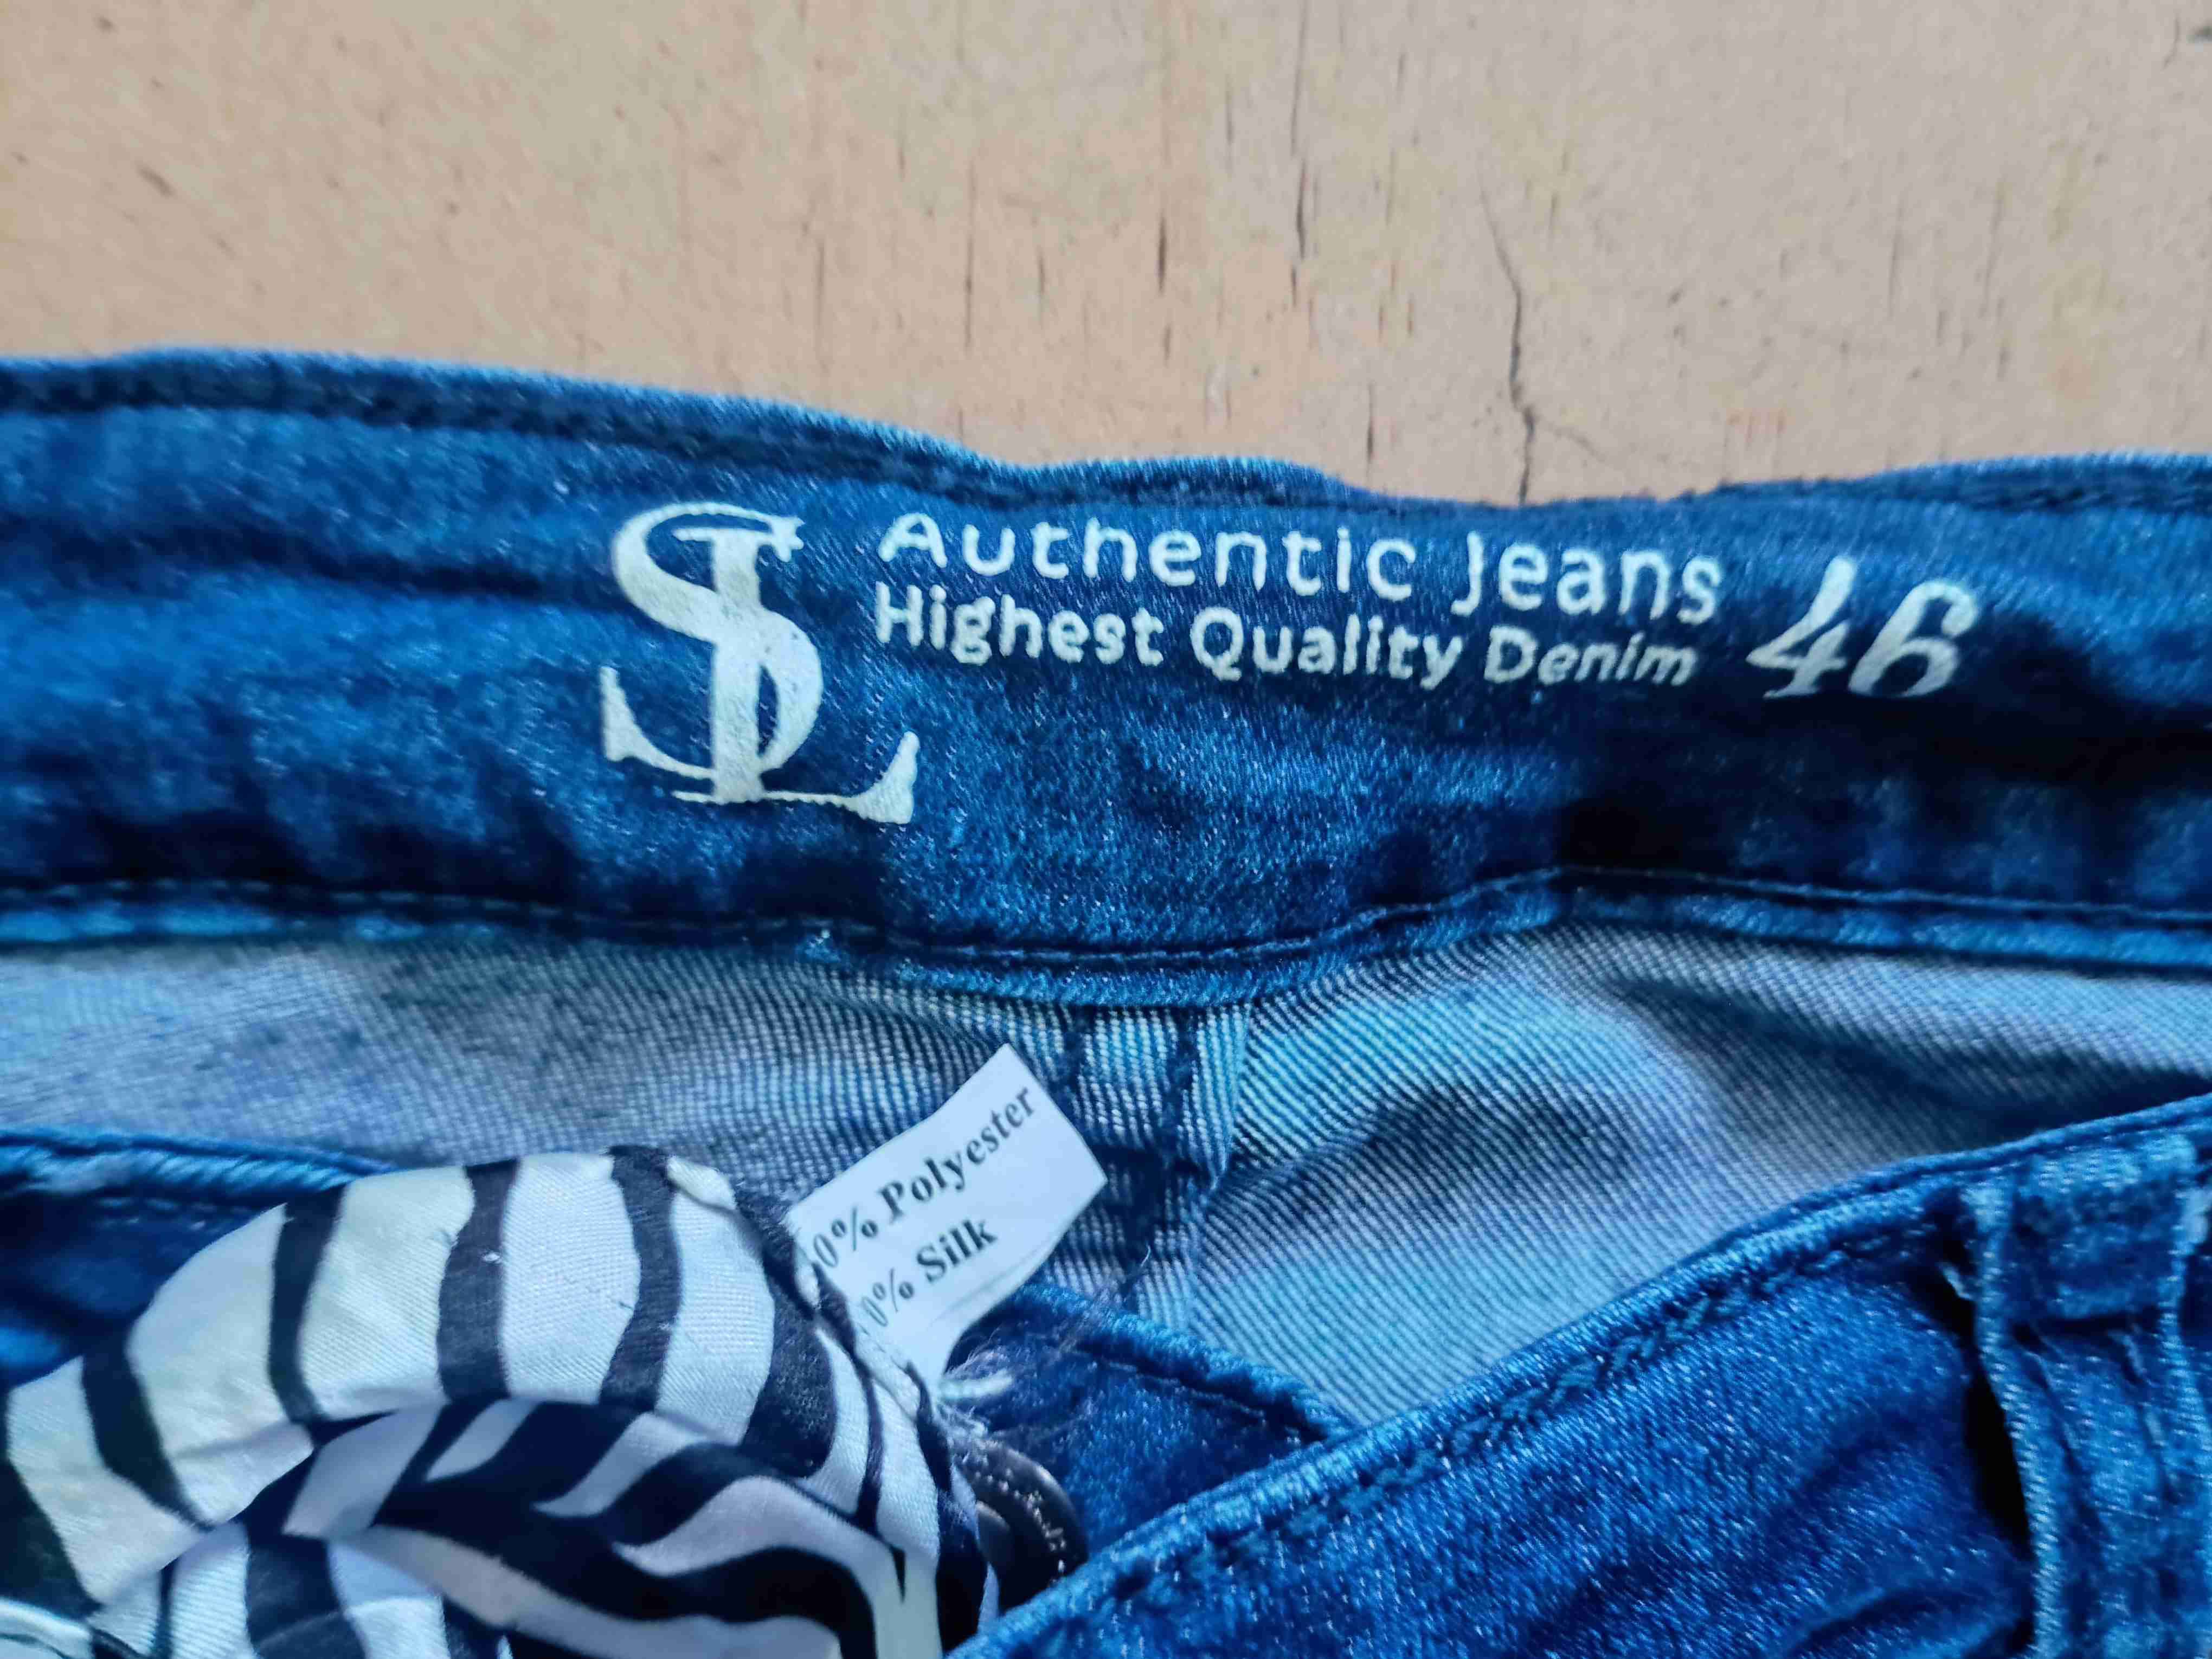 SL
Authentic Jeans
Highest Quality Denim
46
0% Polyester
0% Silk